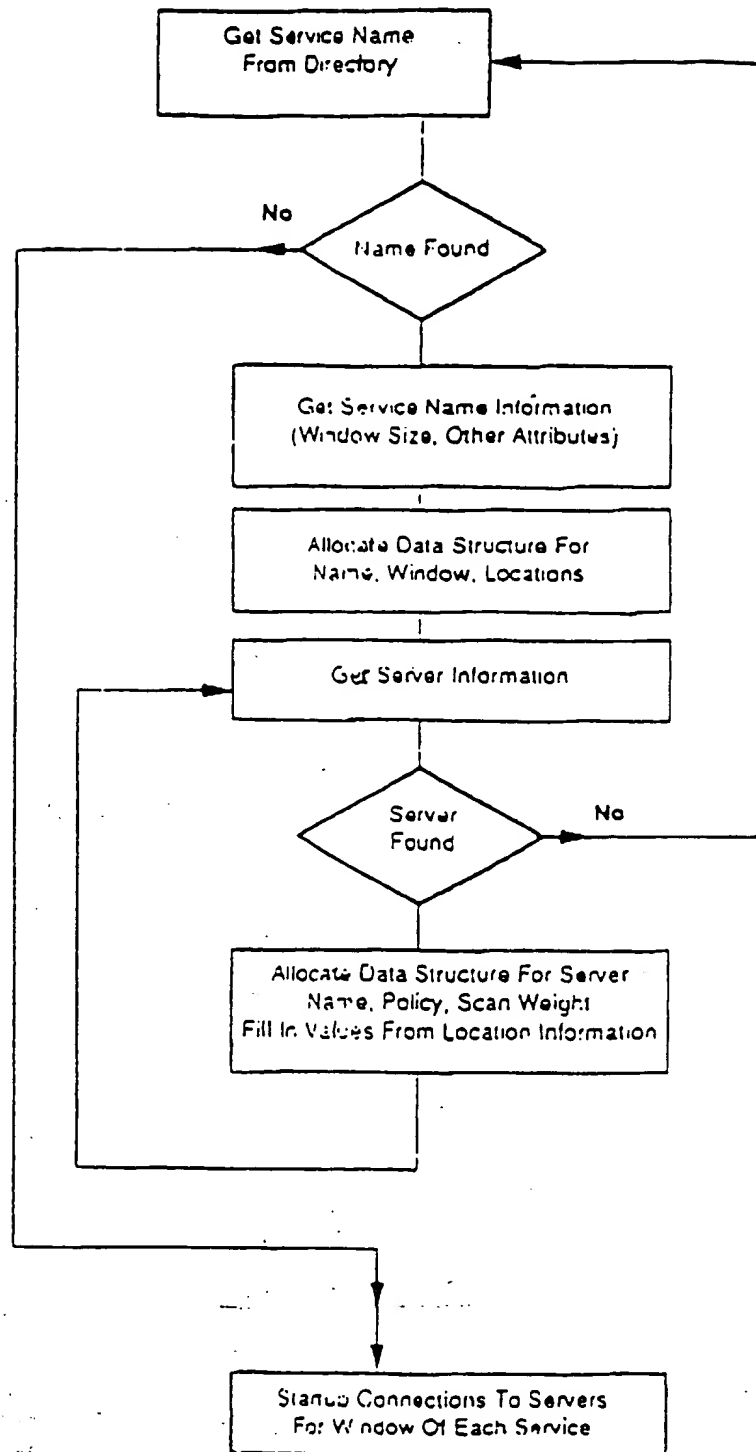 Get Service Name
From Directory
No
Name Found
Get Service Name Information
(Window Size, Other Attributes)
Allocate Data Structure For
Name, Window, Locations
Get Server Information
Server
Found
No
Allocate Data Structure For Server
Name, Policy, Scan Weight
Fill In Values From Location Information
Startup Connections To Servers
For Window Of Each Service